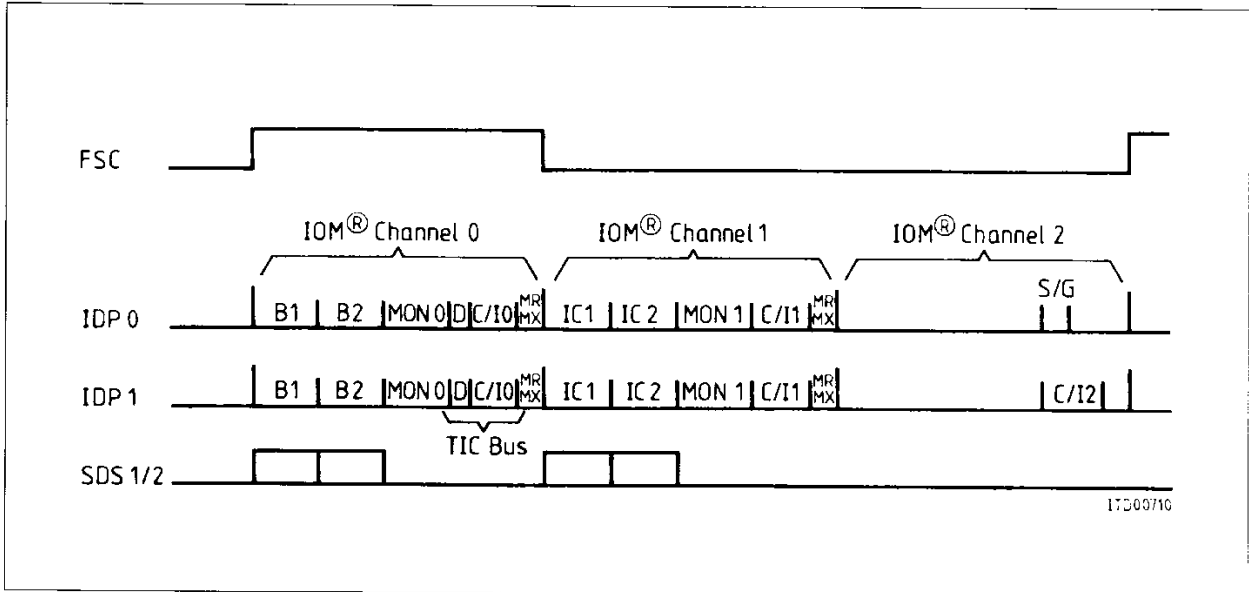 FSC
IOM® Channel 0 IOM® Channel 1 IOM® Channel 2
S/G
IDP 0 B1 B2 MON 0 D C/I0 MR MX IC1 IC 2 MON 1 C/I1 MR MX
IDP 1 B1 B2 MON 0 D C/I0 MR MX IC1 IC 2 MON 1 C/I1 MR MX C/I2
TIC Bus
SDS 1/2
ITD00710